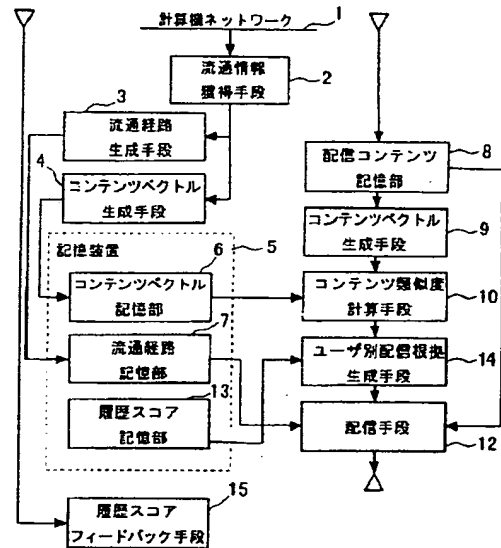 計算機ネットワーク
1
流通情報
獲得手段
2
3
流通経路
生成手段
4
コンテンツベクトル
生成手段
配信コンテンツ
記憶部
8
コンテンツベクトル
生成手段
9
記憶装置
5
6
コンテンツベクトル
記憶部
コンテンツ類似度
計算手段
10
7
流通経路
記憶部
ユーザ別配信根拠
生成手段
14
13
履歴スコア
記憶部
配信手段
12
15
履歴スコア
フィードバック手段